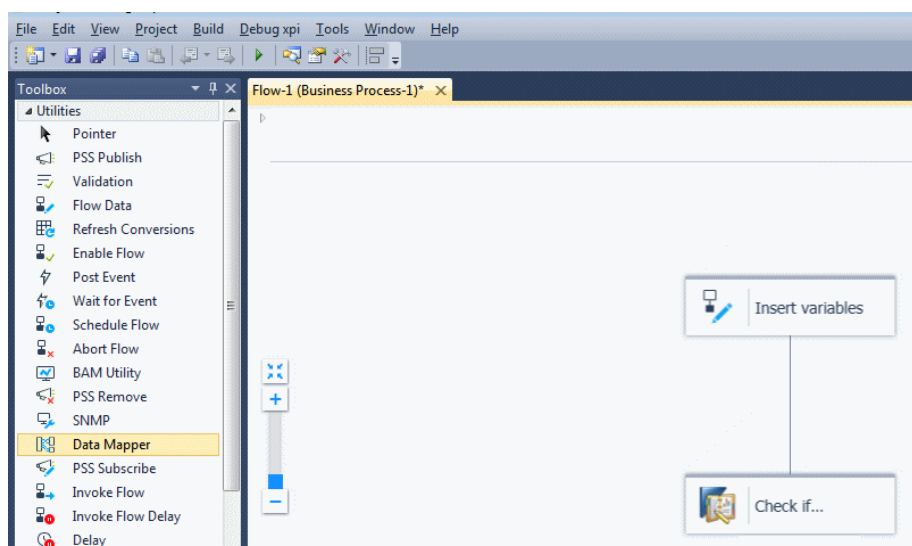 File Edit View Project Build Debug xpi Tools Window Help
Toolbox
Flow-1 (Business Process-1)*
Utilities
Pointer
PSS Publish
Validation
Flow Data
Refresh Conversions
Enable Flow
Post Event
Wait for Event
Insert variables
Schedule Flow
Abort Flow
BAM Utility
PSS Remove
SNMP
Data Mapper
PSS Subscribe
Invoke Flow
Check if...
Invoke Flow Delay
Delay